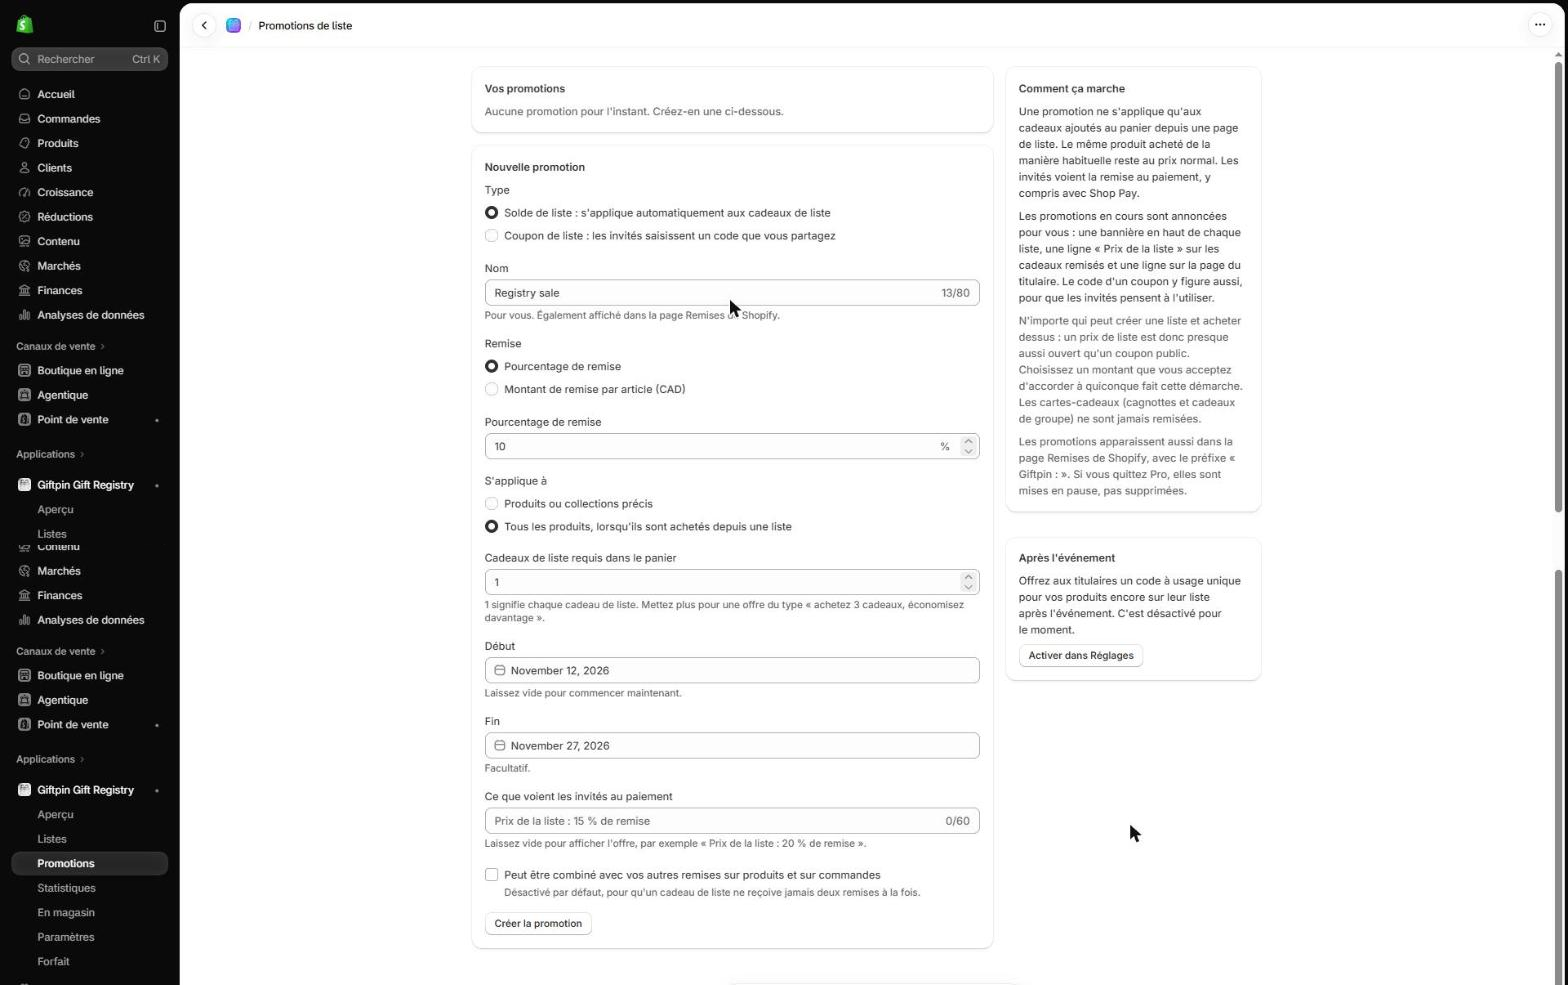 Promotions de liste
Rechercher
Ctrl K
Accueil
Commandes
Produits
Clients
Croissance
Réductions
Contenu
Marchés
Finances
Analyses de données
Canaux de vente
Boutique en ligne
Agentique
Point de vente
Applications
Giftpin Gift Registry
Aperçu
Listes
Contenu
Marchés
Finances
Analyses de données
Canaux de vente
Boutique en ligne
Agentique
Point de vente
Applications
Giftpin Gift Registry
Aperçu
Listes
Promotions
Statistiques
En magasin
Paramètres
Forfait
Vos promotions
Aucune promotion pour l'instant. Créez-en une ci-dessous.
Nouvelle promotion
Type
Solde de liste : s'applique automatiquement aux cadeaux de liste
Coupon de liste : les invités saisissent un code que vous partagez
Nom
Registry sale
13/80
Pour vous. Également affiché dans la page Remises de Shopify.
Remise
Pourcentage de remise
Montant de remise par article (CAD)
Pourcentage de remise
10
%
S'applique à
Produits ou collections précis
Tous les produits, lorsqu'ils sont achetés depuis une liste
Cadeaux de liste requis dans le panier
1
1 signifie chaque cadeau de liste. Mettez plus pour une offre du type « achetez 3 cadeaux, économisez
davantage ».
Début
November 12, 2026
Laissez vide pour commencer maintenant.
Fin
November 27, 2026
Facultatif.
Ce que voient les invités au paiement
Prix de la liste : 15 % de remise
0/60
Laissez vide pour afficher l'offre, par exemple « Prix de la liste : 20 % de remise ».
Peut être combiné avec vos autres remises sur produits et sur commandes
Désactivé par défaut, pour qu'un cadeau de liste ne reçoive jamais deux remises à la fois.
Créer la promotion
Comment ça marche
Une promotion ne s'applique qu'aux
cadeaux ajoutés au panier depuis une page
de liste. Le même produit acheté de la
manière habituelle reste au prix normal. Les
invités voient la remise au paiement, y
compris avec Shop Pay.
Les promotions en cours sont annoncées
pour vous : une bannière en haut de chaque
liste, une ligne « Prix de la liste » sur les
cadeaux remisés et une ligne sur la page du
titulaire. Le code d'un coupon y figure aussi,
pour que les invités pensent à l'utiliser.
N'importe qui peut créer une liste et acheter
dessus : un prix de liste est donc presque
aussi ouvert qu'un coupon public.
Choisissez un montant que vous acceptez
d'accorder à quiconque fait cette démarche.
Les cartes-cadeaux (cagnottes et cadeaux
de groupe) ne sont jamais remisées.
Les promotions apparaissent aussi dans la
page Remises de Shopify, avec le préfixe «
Giftpin : ». Si vous quittez Pro, elles sont
mises en pause, pas supprimées.
Après l'événement
Offrez aux titulaires un code à usage unique
pour vos produits encore sur leur liste
après l'événement. C'est désactivé pour
le moment.
Activer dans Réglages